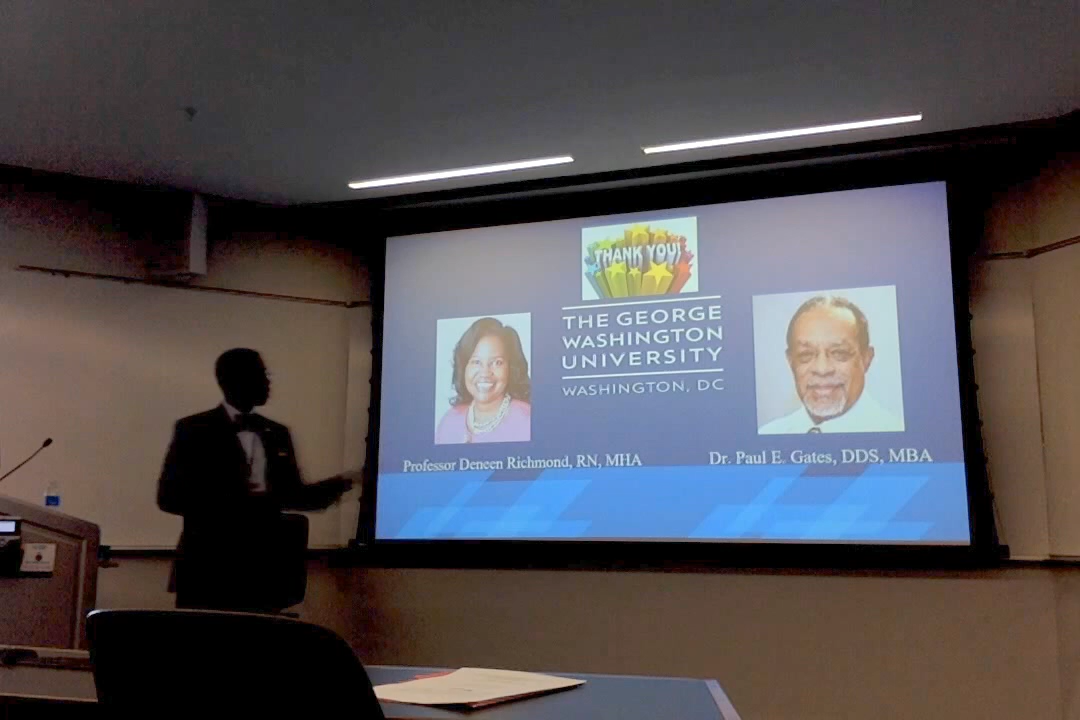 THANK YOU!
THE GEORGE
WASHINGTON
UNIVERSITY
WASHINGTON, DC
Professor Deneen Richmond, RN, MHA
Dr. Paul E. Gates, DDS, MBA